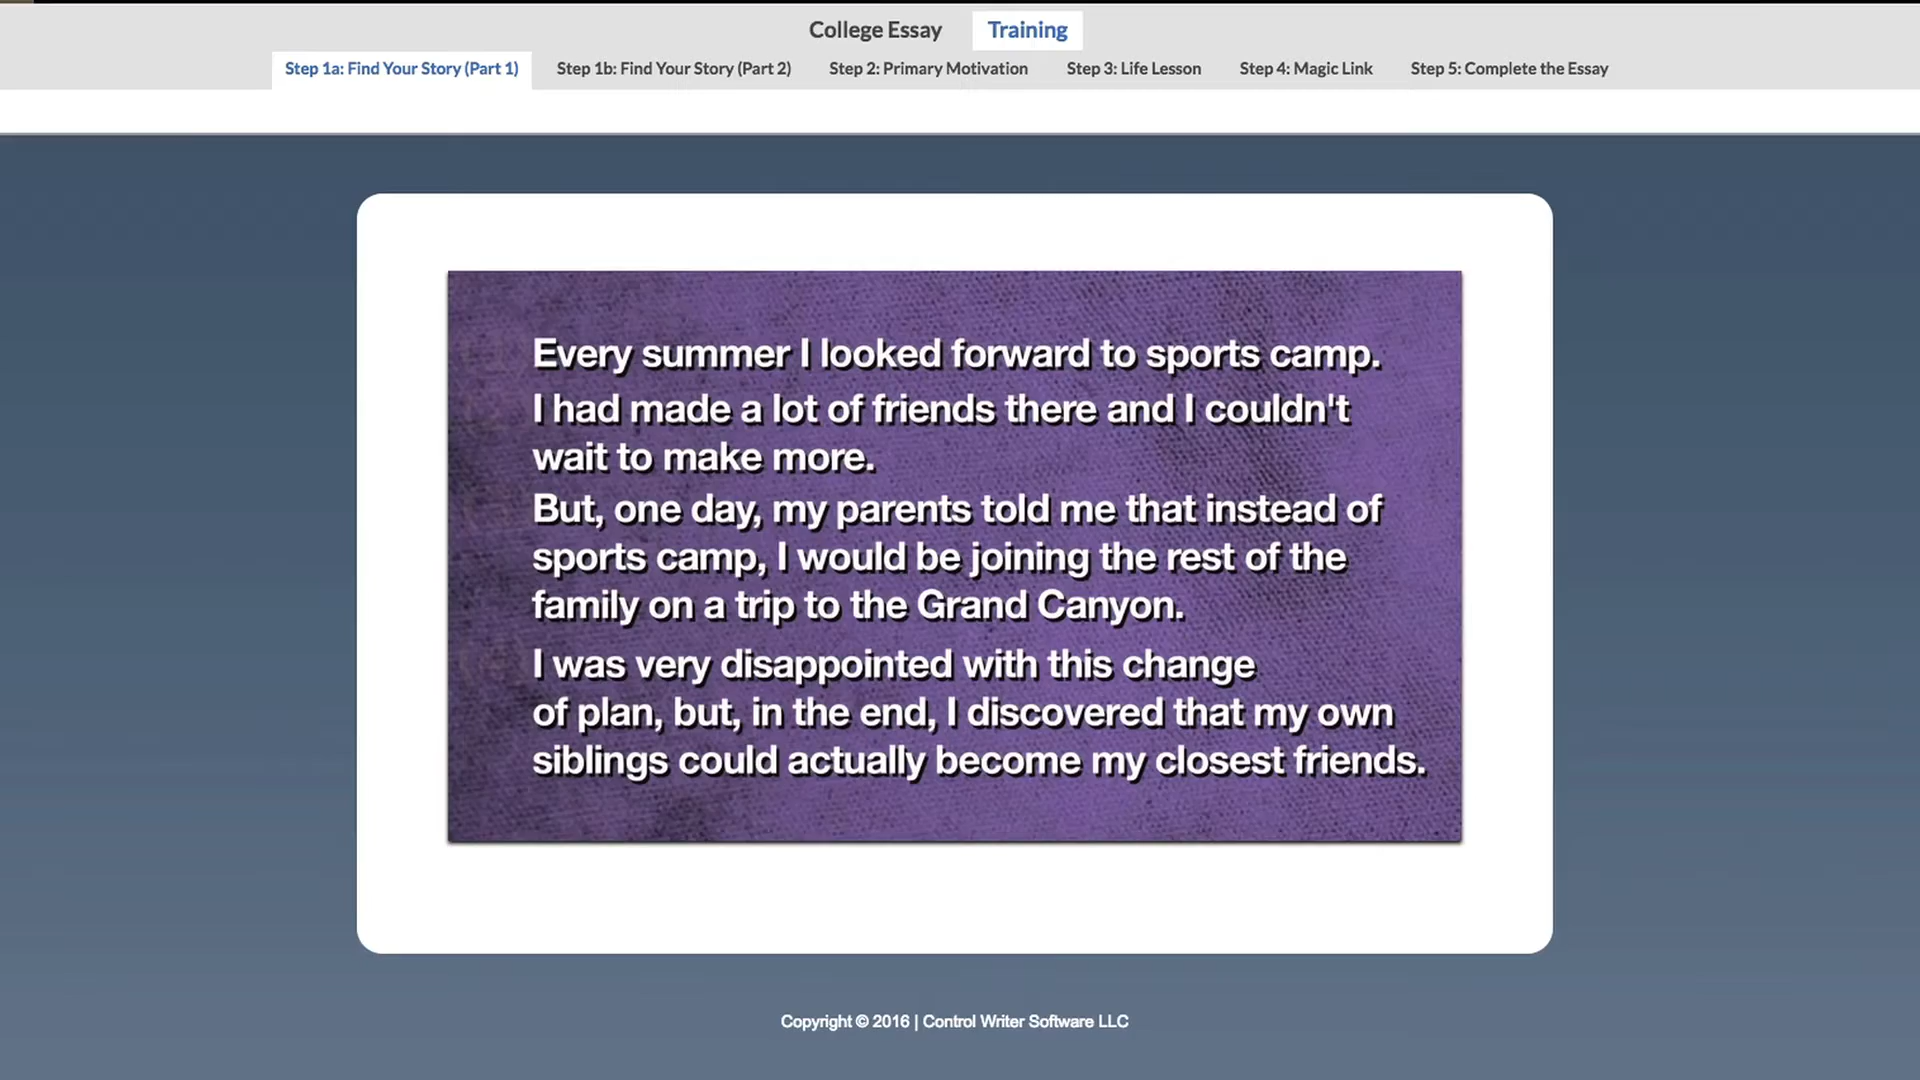 College Essay Training
Step 1a: Find Your Story (Part 1) Step 1b: Find Your Story (Part 2) Step 2: Primary Motivation Step 3: Life Lesson Step 4: Magic Link Step 5: Complete the Essay
Every summer I looked forward to sports camp.
I had made a lot of friends there and I couldn't
wait to make more.
But, one day, my parents told me that instead of
sports camp, I would be joining the rest of the
family on a trip to the Grand Canyon.
I was very disappointed with this change
of plan, but, in the end, I discovered that my own
siblings could actually become my closest friends.
Copyright © 2016 | Control Writer Software LLC